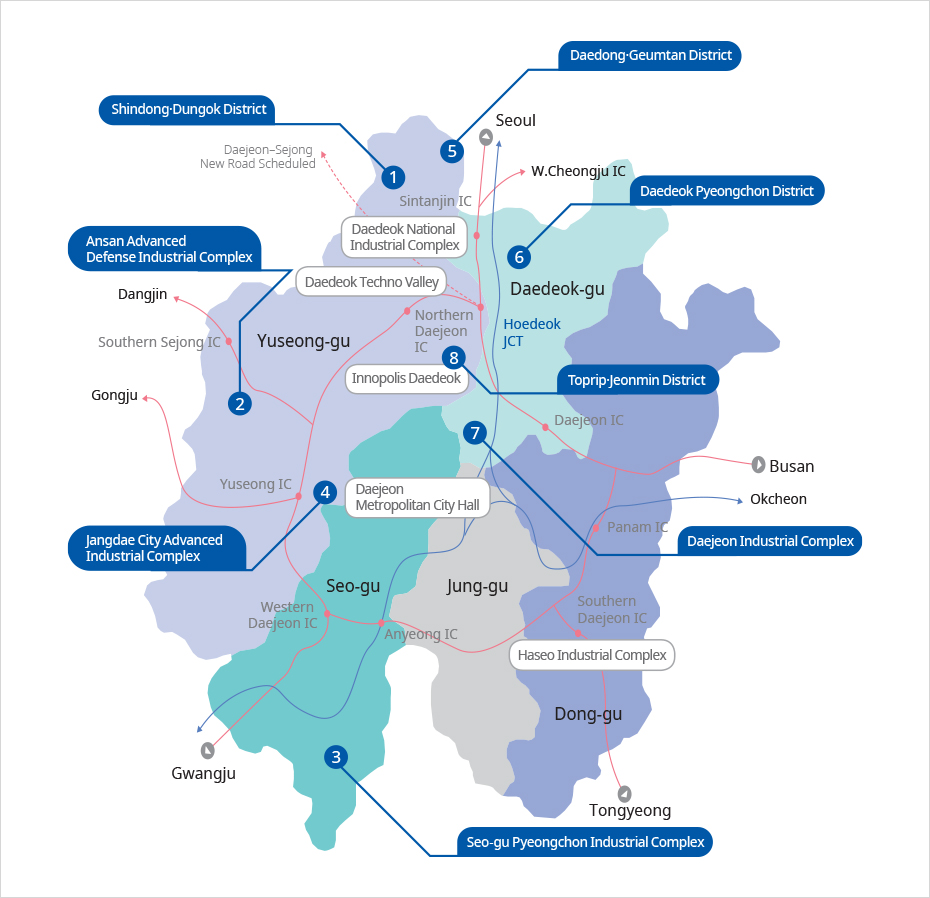 Daedong·Geumtan District
Shindong·Dungok District
Seoul
5
Daejeon–Sejong
New Road Scheduled
W.Cheongju IC
1
Daedeok Pyeongchon District
Sintanjin IC
Daedeok National
Industrial Complex
Ansan Advanced
Defense Industrial Complex
6
Daedeok Techno Valley
Daedeok-gu
Dangjin
Northern
Daejeon
IC
Hoedeok
JCT
Southern Sejong IC
Yuseong-gu
8
Innopolis Daedeok
Toprip·Jeonmin District
Gongju
2
Daejeon IC
7
Busan
Yuseong IC
4
Daejeon
Metropolitan City Hall
Okcheon
Panam IC
Jangdae City Advanced
Industrial Complex
Daejeon Industrial Complex
Seo-gu
Jung-gu
Western
Daejeon IC
Southern
Daejeon IC
Anyeong IC
Haseo Industrial Complex
Dong-gu
3
Gwangju
Tongyeong
Seo-gu Pyeongchon Industrial Complex